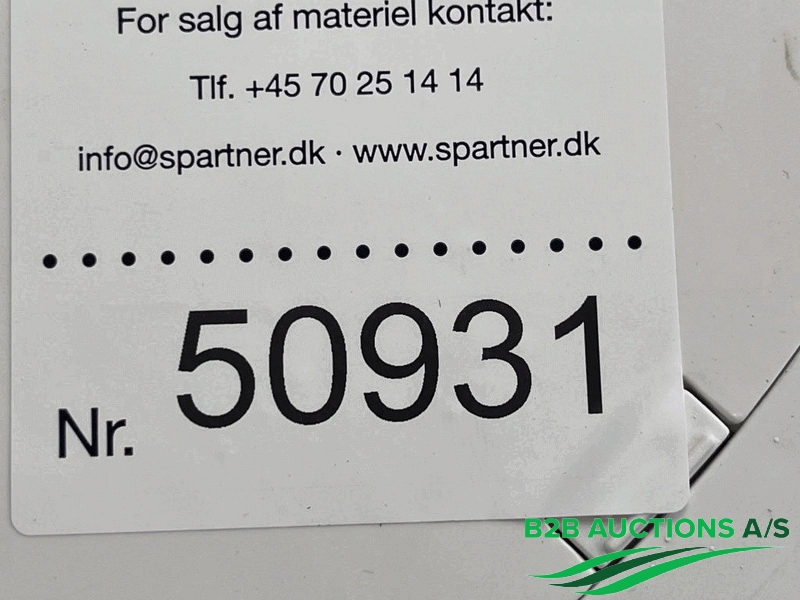 For salg af materiel kontakt:
Tlf. +45 70 25 14 14
info@spartner.dk · www.spartner.dk
Nr. 50931
B2B AUCTIONS A/S